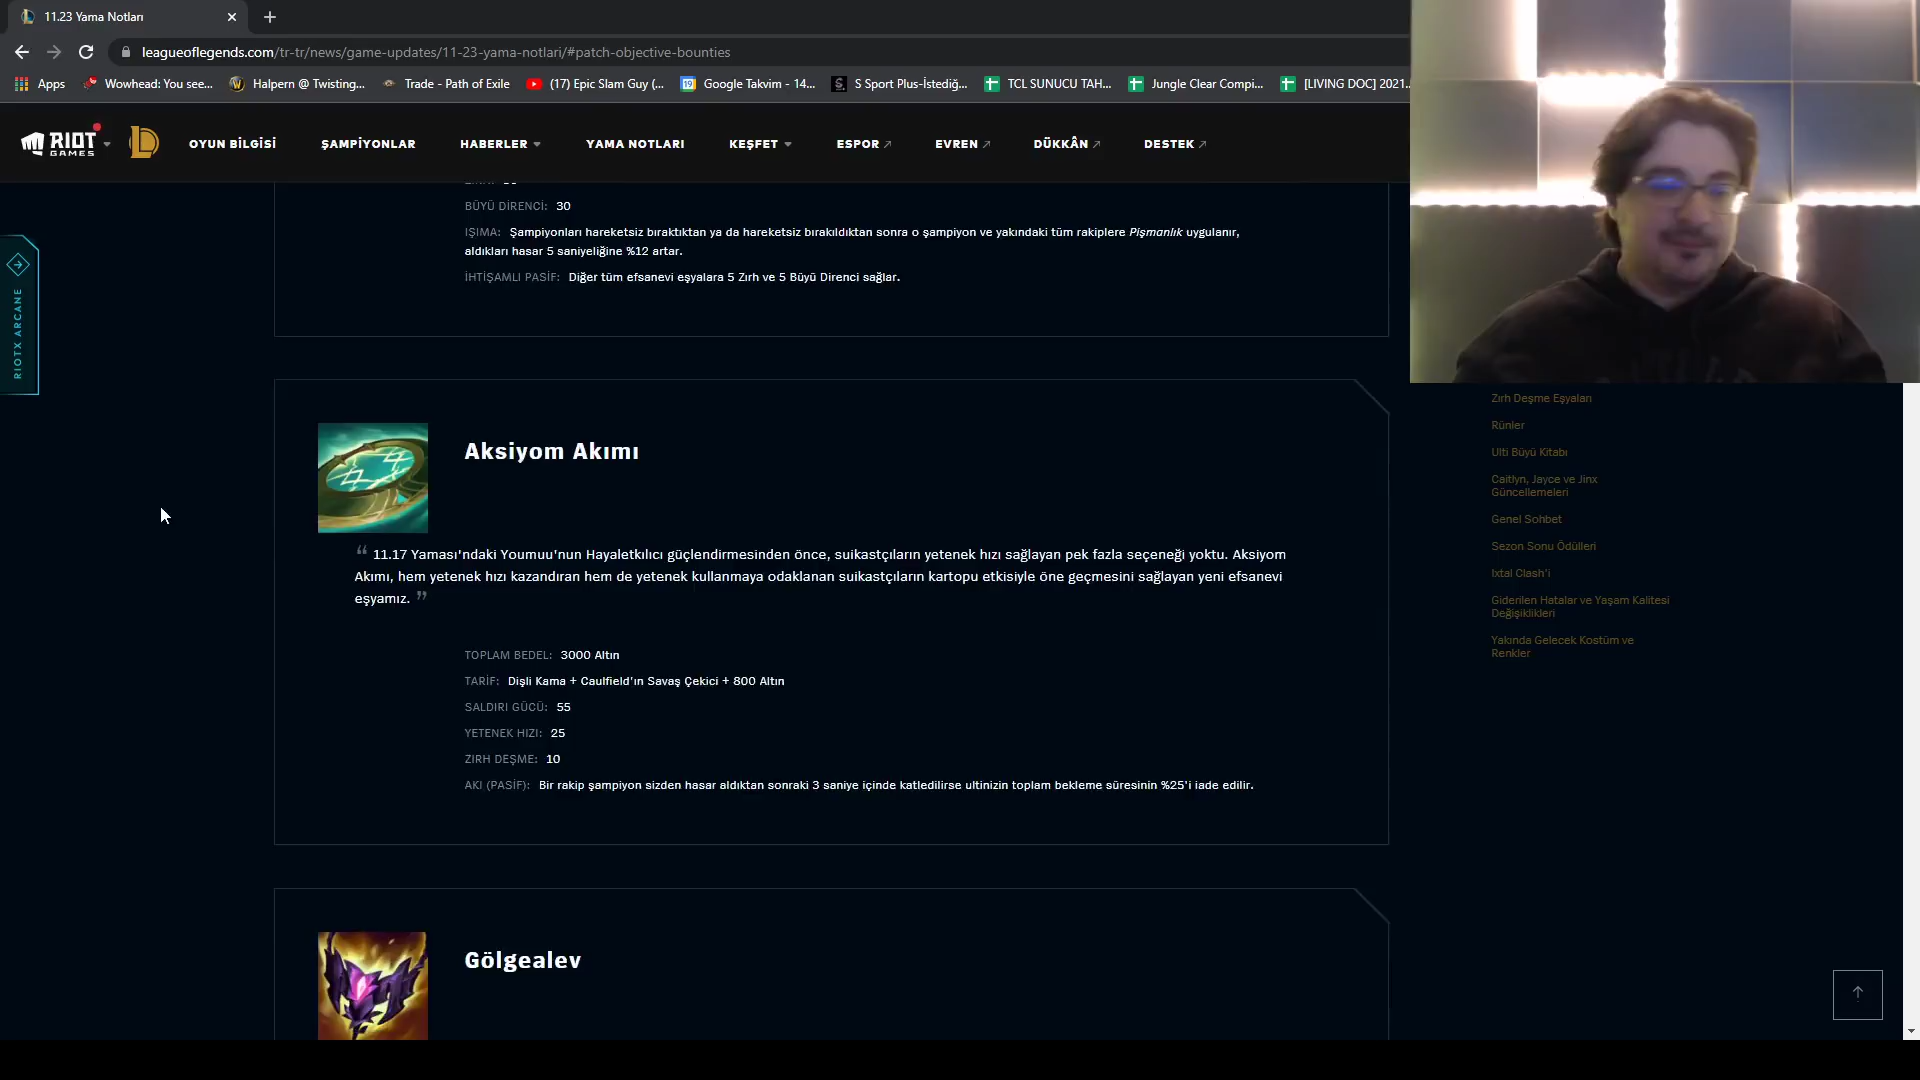 11.23 Yama Notları
leagueoflegends.com/tr-tr/news/game-updates/11-23-yama-notlari/#patch-objective-bounties
Apps
Wowhead: You see...
Halpern @ Twisting...
Trade - Path of Exile
(17) Epic Slam Guy (...
Google Takvim - 14...
S Sport Plus-İstediğ...
TCL SUNUCU TAH...
Jungle Clear Compi...
[LIVING DOC] 2021...
RIOT
GAMES
OYUN BİLGİSİ
ŞAMPİYONLAR
HABERLER
YAMA NOTLARI
KEŞFET
ESPOR
EVREN
DÜKKÂN
DESTEK
BÜYÜ DİRENCİ: 30
IŞIMA: Şampiyonları hareketsiz bıraktıktan ya da hareketsiz bırakıldıktan sonra o şampiyon ve yakındaki tüm rakiplere Pişmanlık uygulanır,
aldıkları hasar 5 saniyeliğine %12 artar.
İHTİŞAMLI PASİF: Diğer tüm efsanevi eşyalara 5 Zırh ve 5 Büyü Direnci sağlar.
RIOTX ARCANE
Aksiyom Akımı
“ 11.17 Yaması'ndaki Youmuu'nun Hayaletkılıcı güçlendirmesinden önce, suikastçıların yetenek hızı sağlayan pek fazla seçeneği yoktu. Aksiyom
Akımı, hem yetenek hızı kazandıran hem de yetenek kullanmaya odaklanan suikastçıların kartopu etkisiyle öne geçmesini sağlayan yeni efsanevi
eşyamız. ”
TOPLAM BEDEL: 3000 Altın
TARİF: Dişli Kama + Caulfield'ın Savaş Çekici + 800 Altın
SALDIRI GÜCÜ: 55
YETENEK HIZI: 25
ZIRH DEŞME: 10
AKI (PASİF): Bir rakip şampiyon sizden hasar aldıktan sonraki 3 saniye içinde katledilirse ultinizin toplam bekleme süresinin %25'i iade edilir.
Gölgealev
Zırh Deşme Eşyaları
Rünler
Ulti Büyü Kitabı
Caitlyn, Jayce ve Jinx
Güncellemeleri
Genel Sohbet
Sezon Sonu Ödülleri
Ixtal Clash'i
Giderilen Hatalar ve Yaşam Kalitesi
Değişiklikleri
Yakında Gelecek Kostüm ve
Renkler